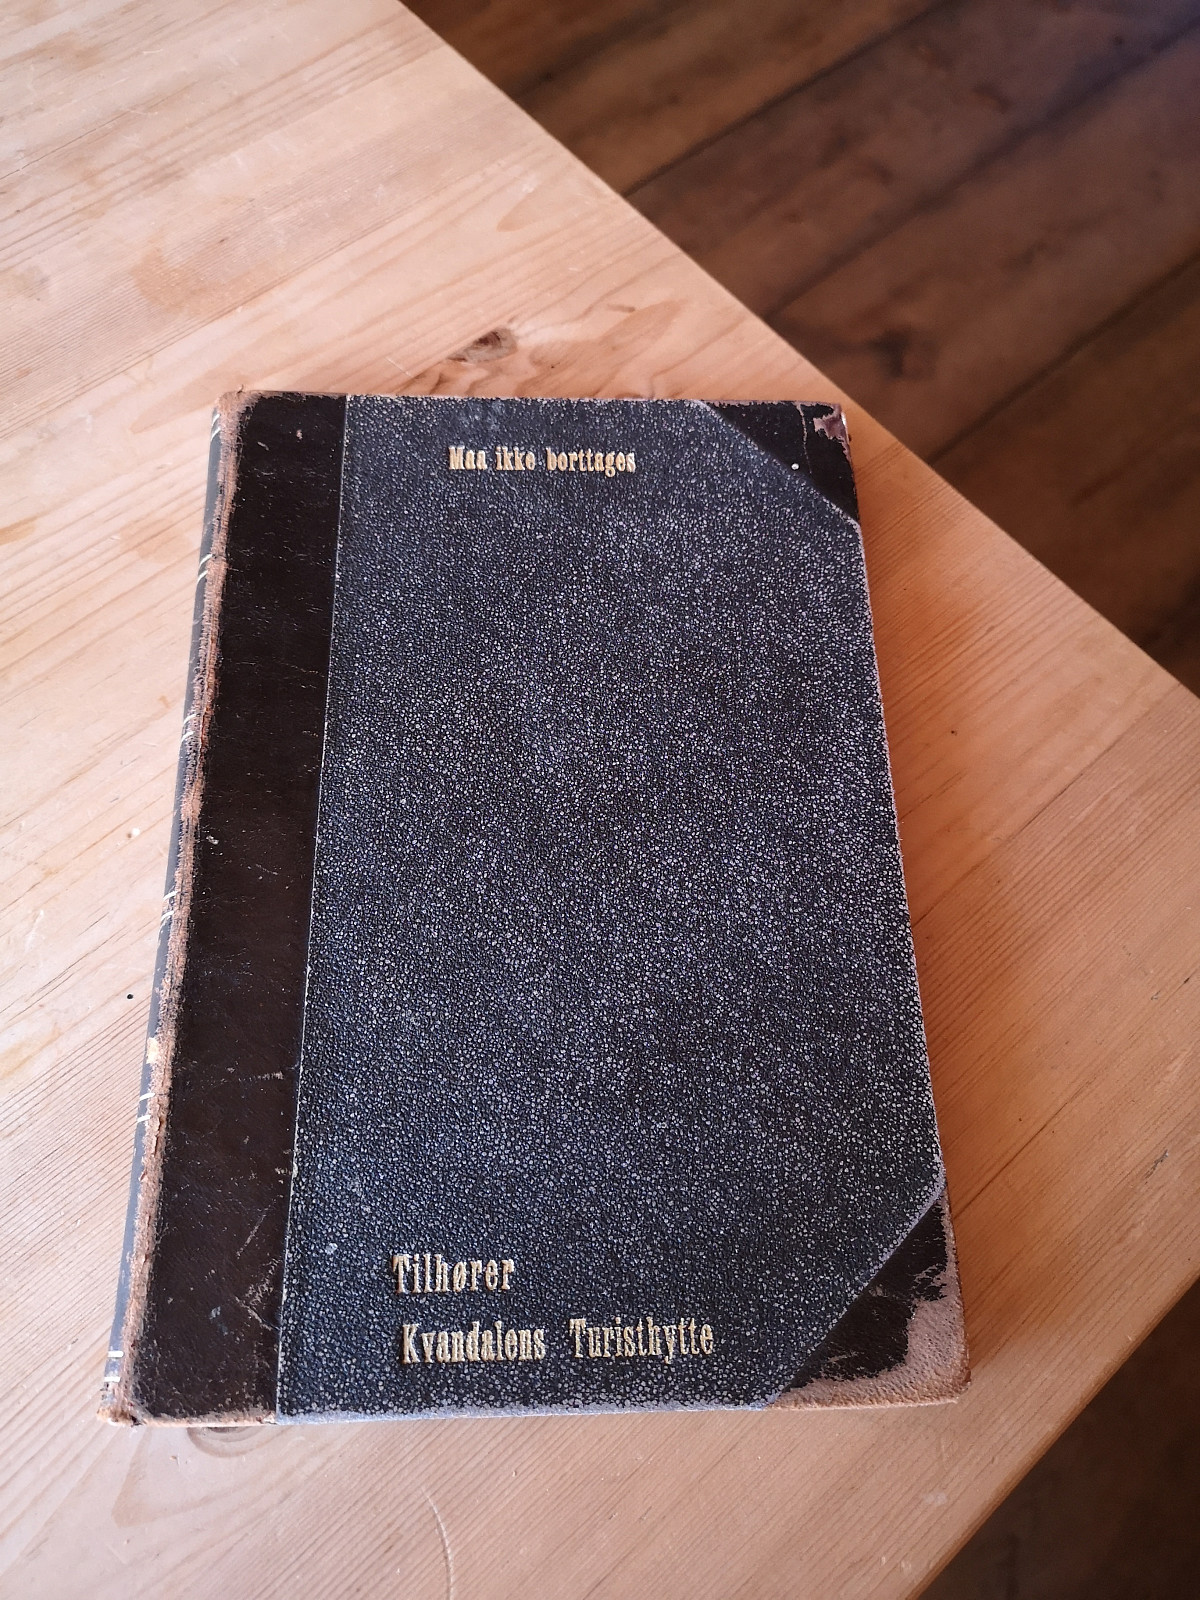 Maa ikke borttages
Tilhører
Kvandalens Turisthytte